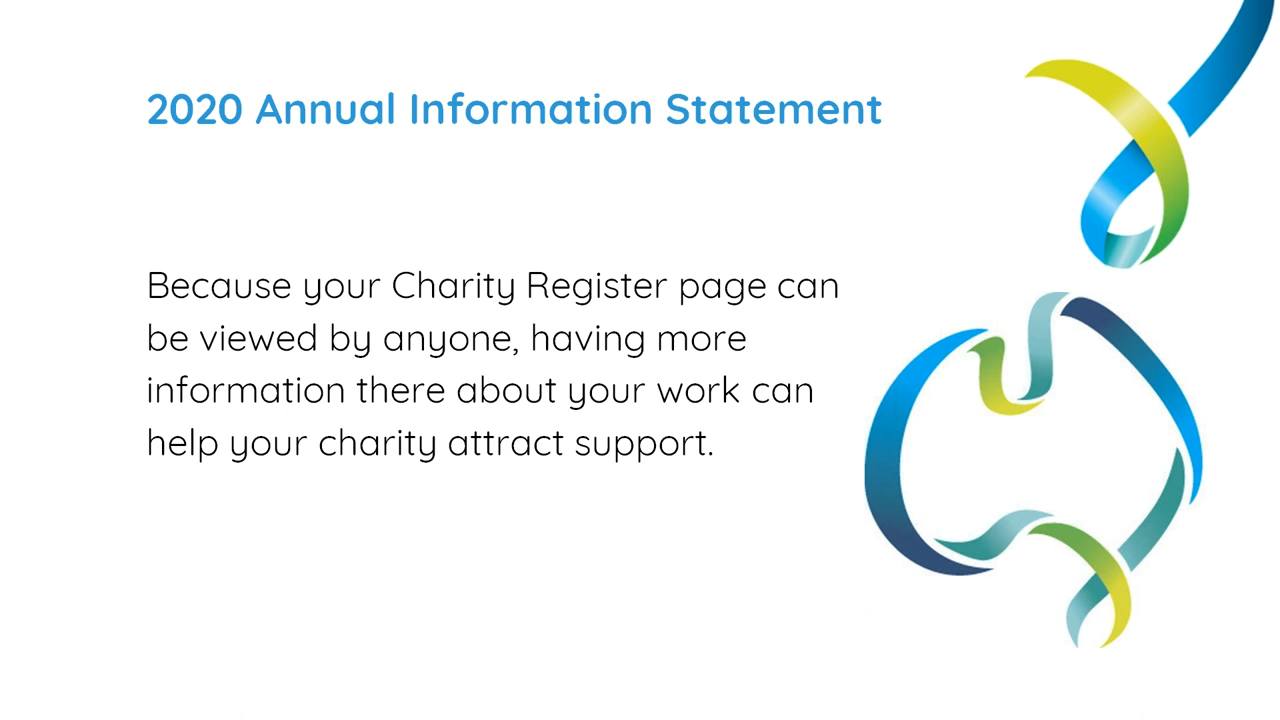 2020 Annual Information Statement
Because your Charity Register page can
be viewed by anyone, having more
information there about your work can
help your charity attract support.